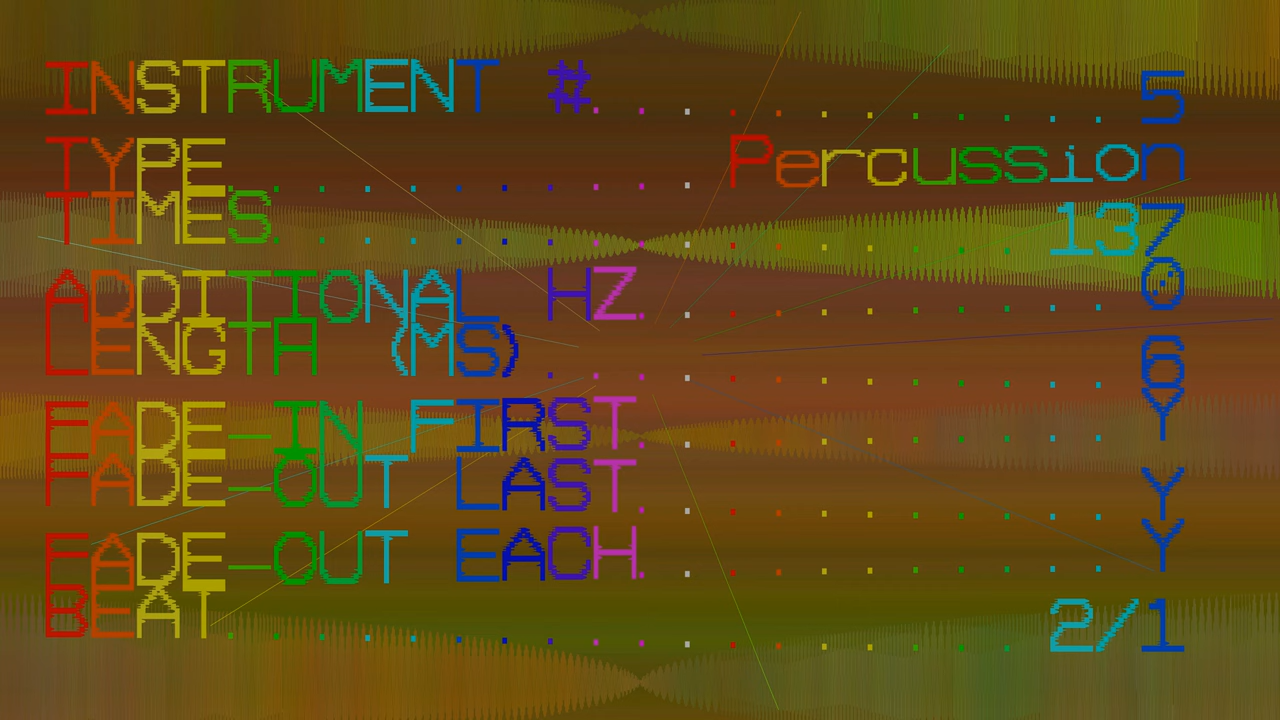 INSTRUMENT #............5
TYPE...........Percussion
TIMES.................137
ADDITIONAL HZ...........0
LENGTH (MS).............6
FADE-IN FIRST...........Y
FADE-OUT LAST...........Y
FADE-OUT EACH...........Y
BEAT..................2/1